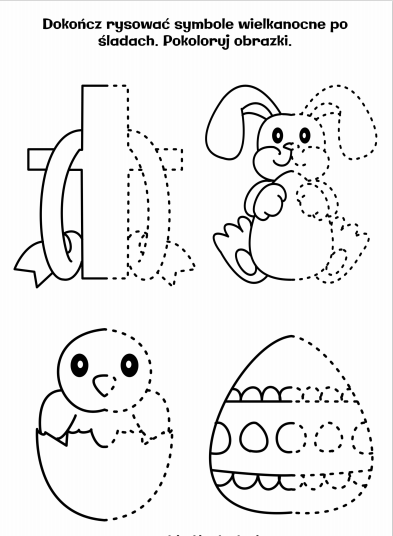 Dokończ rysować symbole wielkanocne po
śladach. Pokoloruj obrazki.